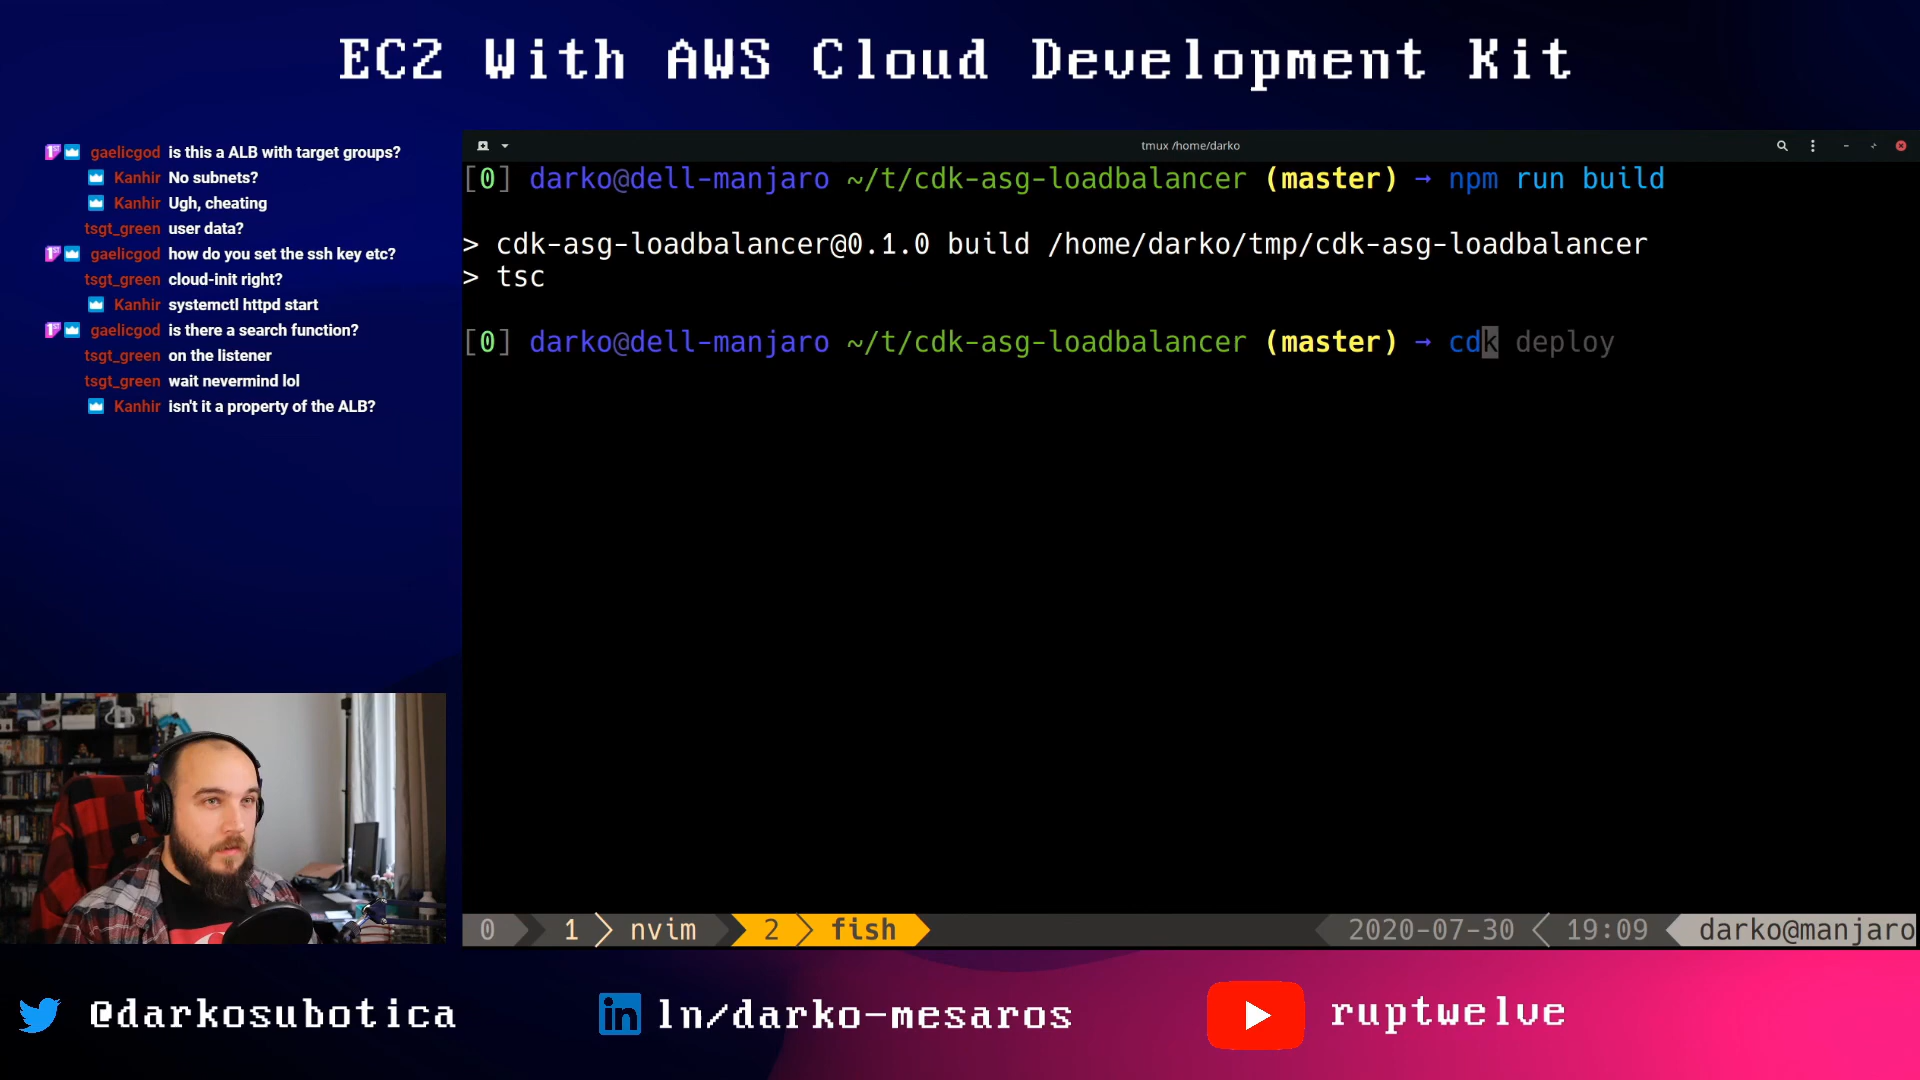 EC2 With AWS Cloud Development Kit
gaelicgod is this a ALB with target groups?
Kanhir No subnets?
Kanhir Ugh, cheating
tsgt_green user data?
gaelicgod how do you set the ssh key etc?
tsgt_green cloud-init right?
Kanhir systemctl httpd start
gaelicgod is there a search function?
tsgt_green on the listener
tsgt_green wait nevermind lol
Kanhir isn't it a property of the ALB?
tmux /home/darko
[0] darko@dell-manjaro ~/t/cdk-asg-loadbalancer (master) → npm run build
> cdk-asg-loadbalancer@0.1.0 build /home/darko/tmp/cdk-asg-loadbalancer
> tsc
[0] darko@dell-manjaro ~/t/cdk-asg-loadbalancer (master) → cdk deploy
0 1 nvim 2 fish 2020-07-30 19:09 darko@manjaro
@darkosubotica
in ln/darko-mesaros
ruptwelve